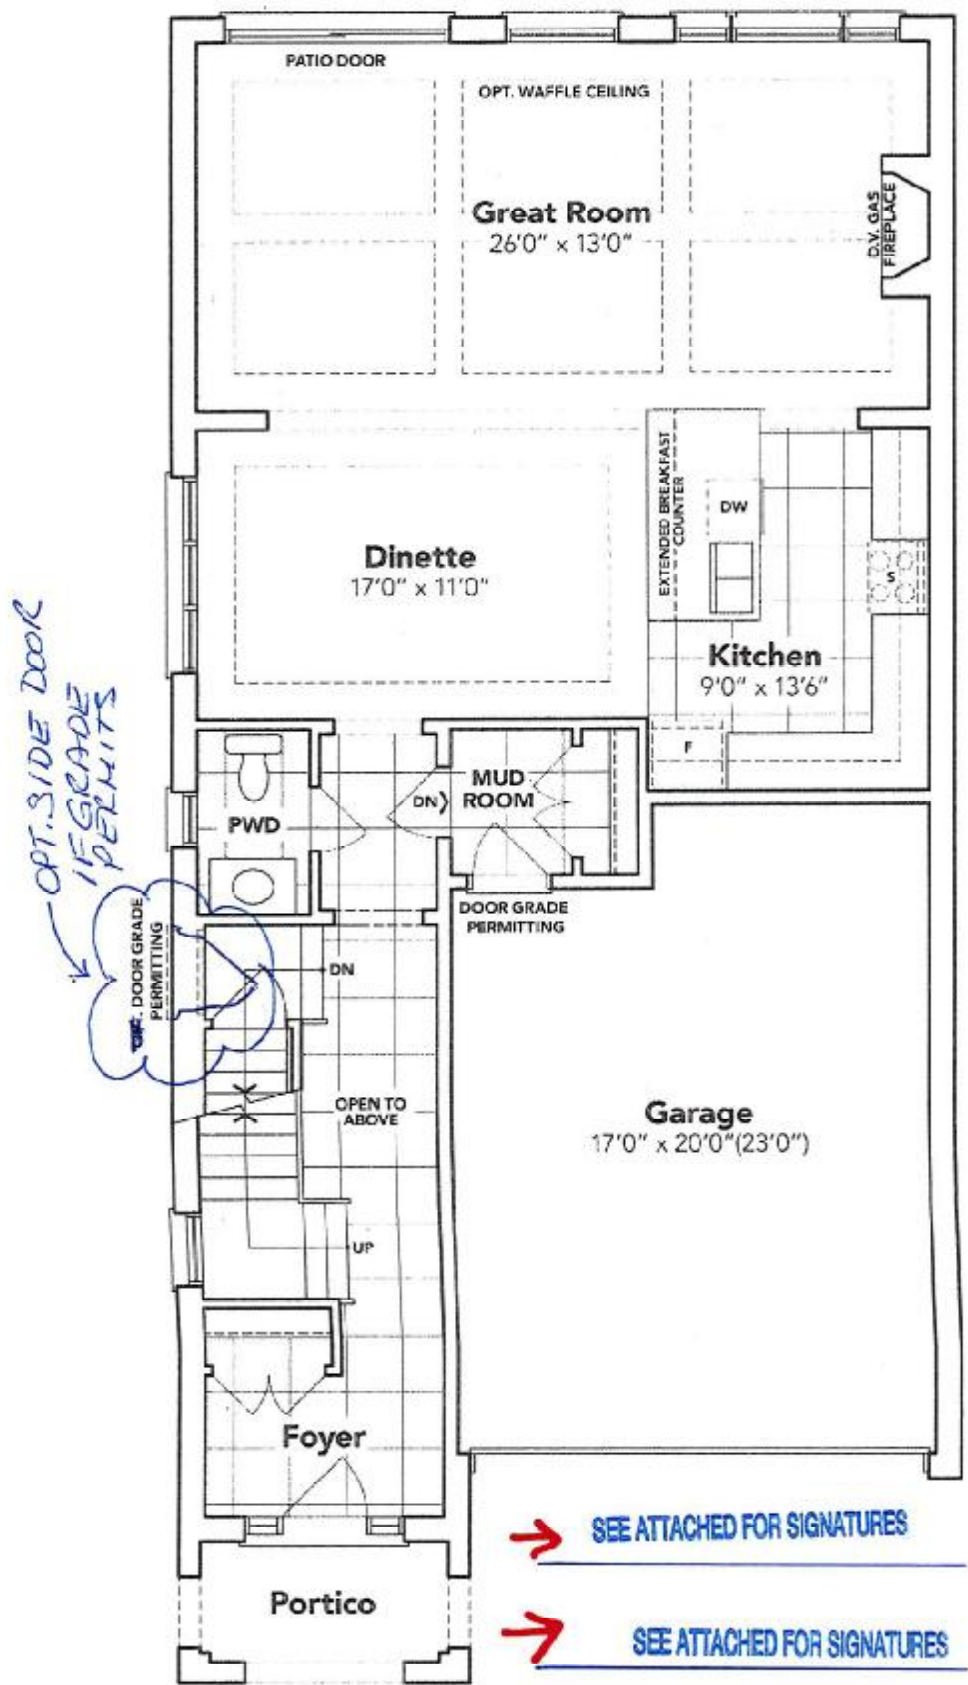 PATIO DOOR
OPT. WAFFLE CEILING
Great Room
26'0" x 13'0"
D.V. GAS
FIREPLACE
EXTENDED BREAKFAST
COUNTER
DW
S
Dinette
17'0" x 11'0"
Kitchen
9'0" x 13'6"
F
OPT. SIDE DOOR
IF GRADE
PERMITS
PWD
DN
MUD
ROOM
DOOR GRADE
PERMITTING
DOOR GRADE
PERMITTING
DN
OPEN TO
ABOVE
Garage
17'0" x 20'0"(23'0")
UP
Foyer
SEE ATTACHED FOR SIGNATURES
Portico
SEE ATTACHED FOR SIGNATURES